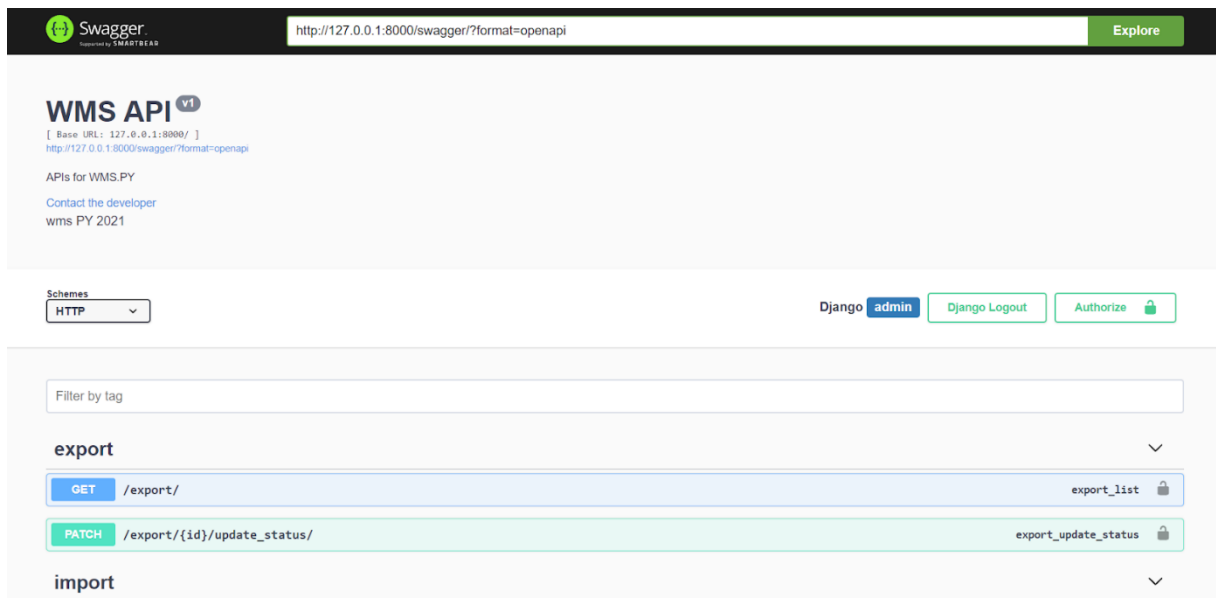 Swagger.
Supported by SMARTBEAR
http://127.0.0.1:8000/swagger/?format=openapi
Explore
WMS API v1
[ Base URL: 127.0.0.1:8000/ ]
http://127.0.0.1:8000/swagger/?format=openapi
APIs for WMS.PY
Contact the developer
wms PY 2021
Schemes
HTTP
Django admin
Django Logout
Authorize
Filter by tag
export
GET /export/ export_list
PATCH /export/{id}/update_status/ export_update_status
import